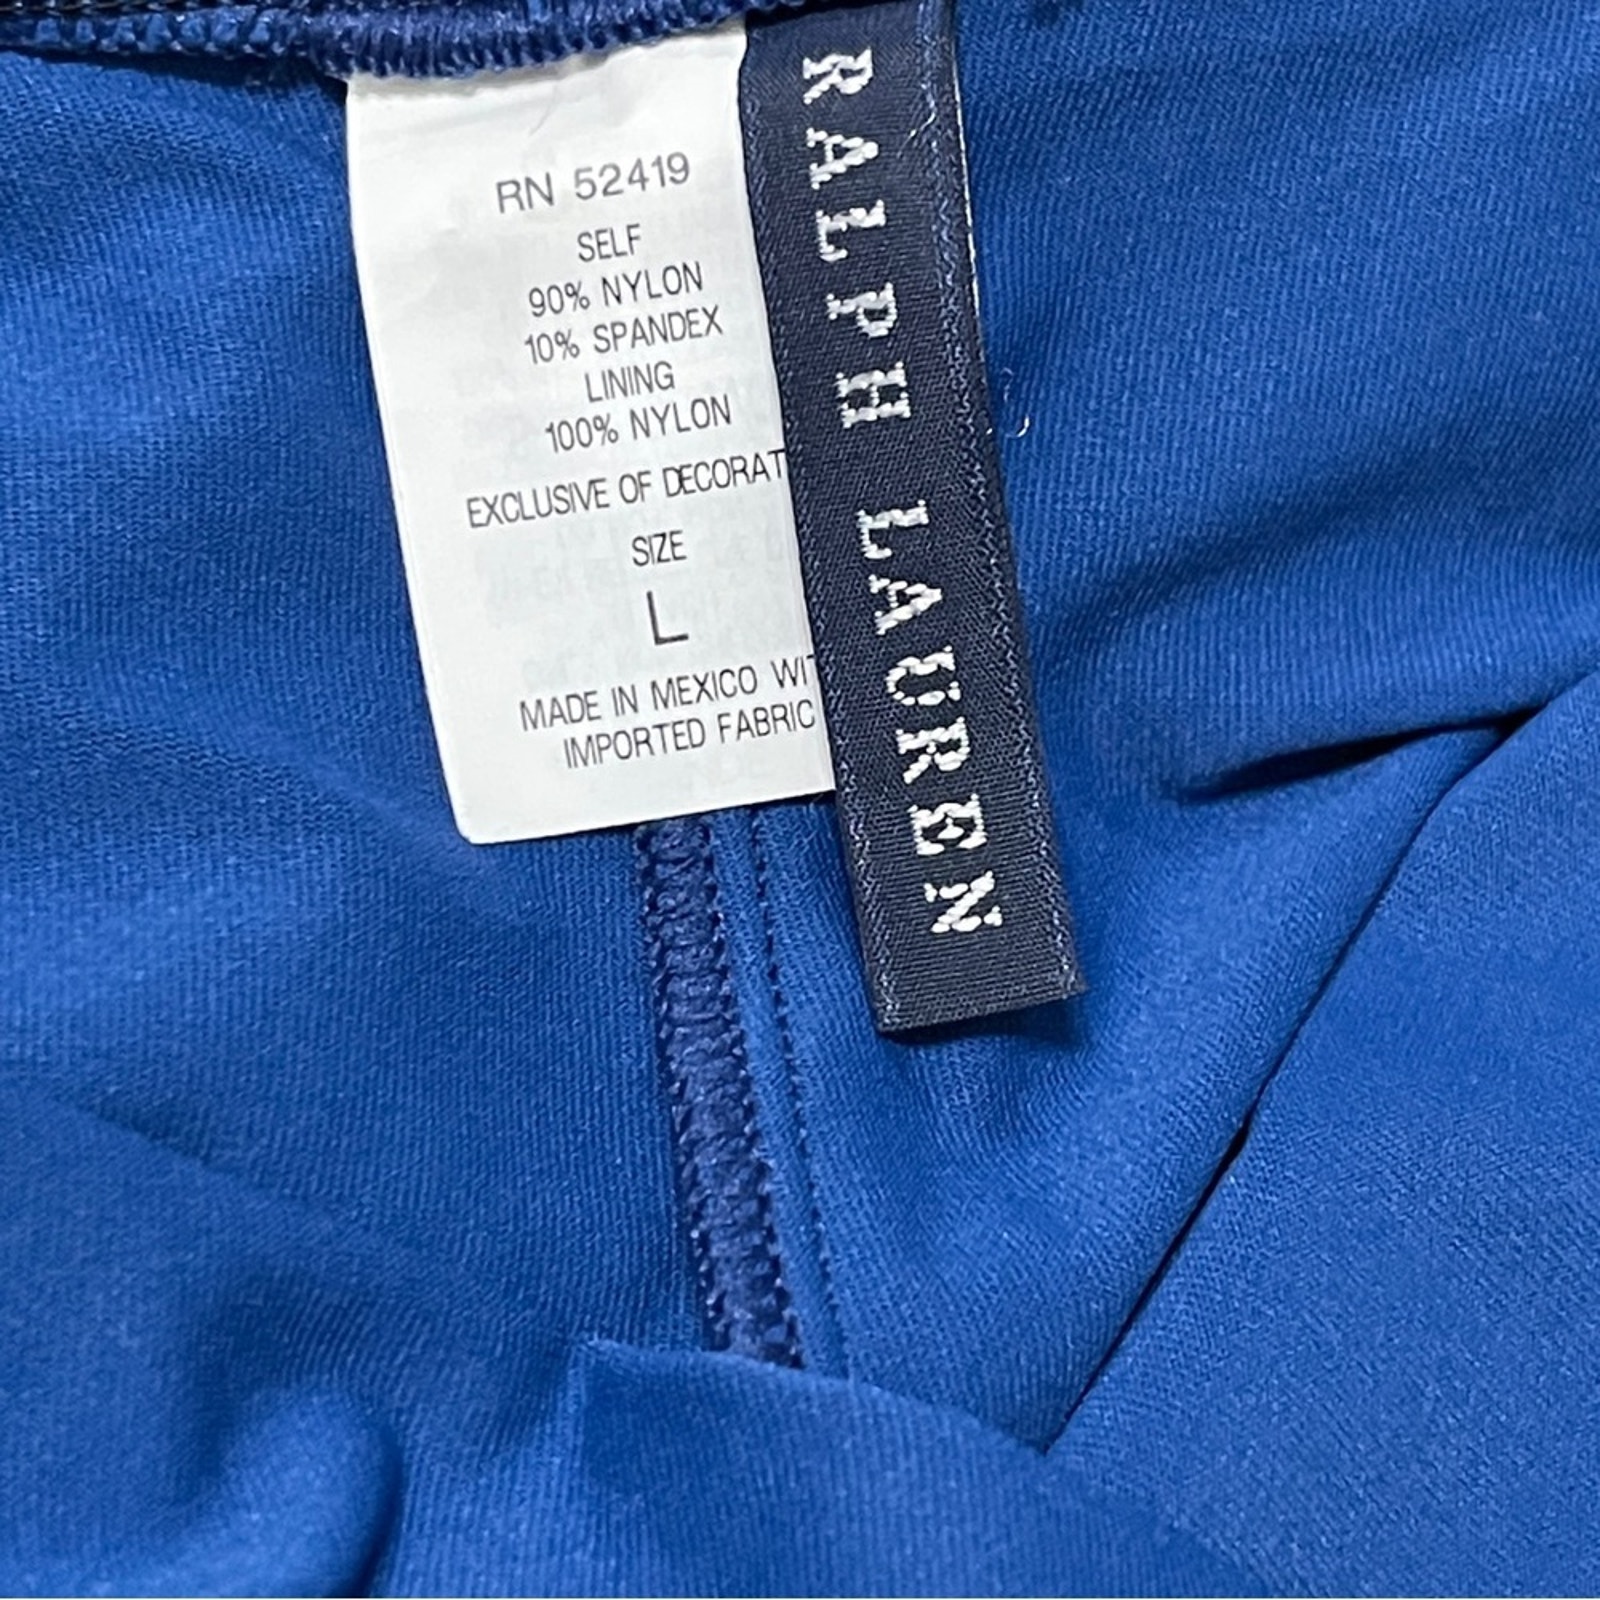 RN 52419
SELF
90% NYLON
10% SPANDEX
LINING
100% NYLON
EXCLUSIVE OF DECORAT
SIZE
L
MADE IN MEXICO WIT
IMPORTED FABRIC
RALPH LAUREN